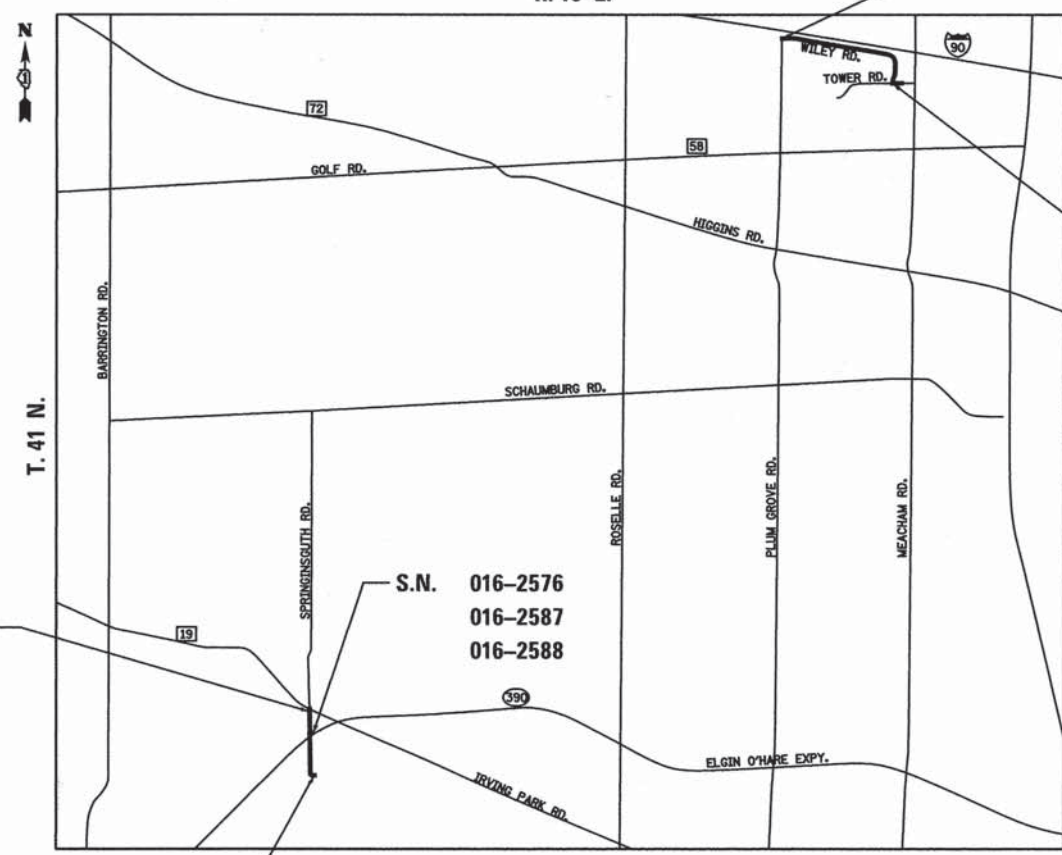 N
90
WILEY RD.
TOWER RD.
72
58
GOLF RD.
HIGGINS RD.
BARRINGTON RD.
SCHAUMBURG RD.
T. 41 N.
SPRINGINSGUTH RD.
ROSELLE RD.
PLUM GROVE RD.
MEACHAM RD.
S.N. 016-2576
016-2587
016-2588
19
390
ELGIN O'HARE EXPY.
IRVING PARK RD.